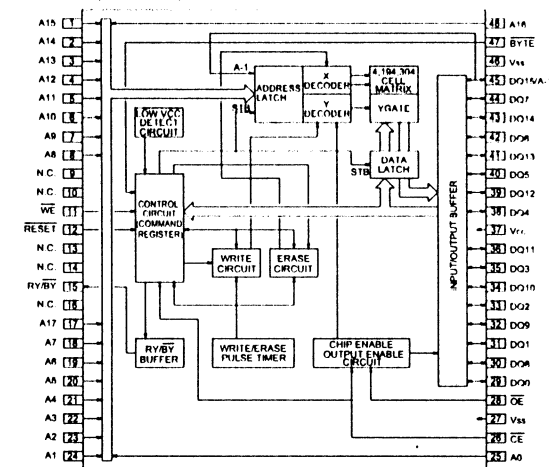 A15 1
A14 2
A13 3
A12 4
A11 5
A10 6
A9 7
A8 8
N.C. 9
N.C. 10
WE 11
RESET 12
N.C. 13
N.C. 14
RY/BY 15
N.C. 16
A17 17
A7 18
A6 19
A5 20
A4 21
A3 22
A2 23
A1 24
LOW VCC
DETECT
CIRCUIT
CONTROL
CIRCUIT
(COMMAND
REGISTER)
RY/BY
BUFFER
WRITE
CIRCUIT
ERASE
CIRCUIT
WRITE/ERASE
PULSE TIMER
A-1
STB
ADDRESS
LATCH
X
DECODER
Y
DECODER
4,194,304
CELL
MATRIX
YGATE
STB
DATA
LATCH
CHIP ENABLE
OUTPUT ENABLE
CIRCUIT
INPUT/OUTPUT BUFFER
48 A16
47 BYTE
46 Vss
45 DQ15/A-1
44 DQ7
43 DQ14
42 DQ6
41 DQ13
40 DQ5
39 DQ12
38 DQ4
37 Vcc
36 DQ11
35 DQ3
34 DQ10
33 DQ2
32 DQ9
31 DQ1
30 DQ8
29 DQ0
28 OE
27 Vss
26 CE
25 A0